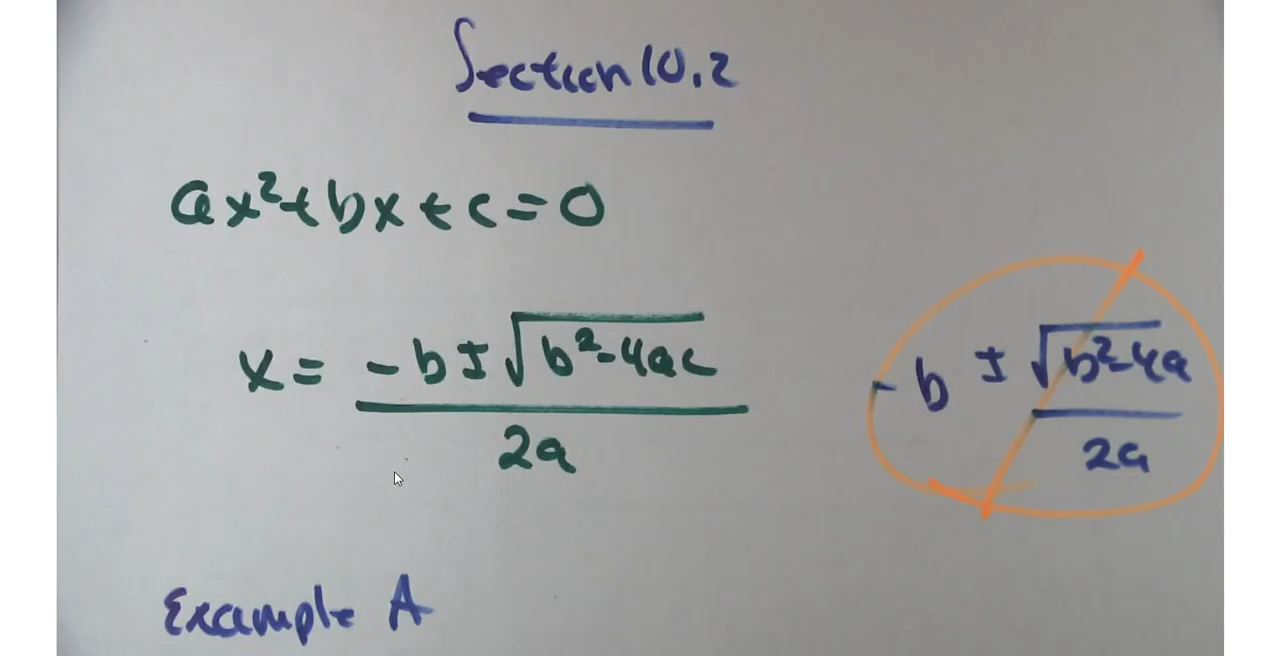 Section 10.2
ax²+bx+c=0
x= -b±√b²-4ac
2a
-b ±√b²-4a
2a
Example A